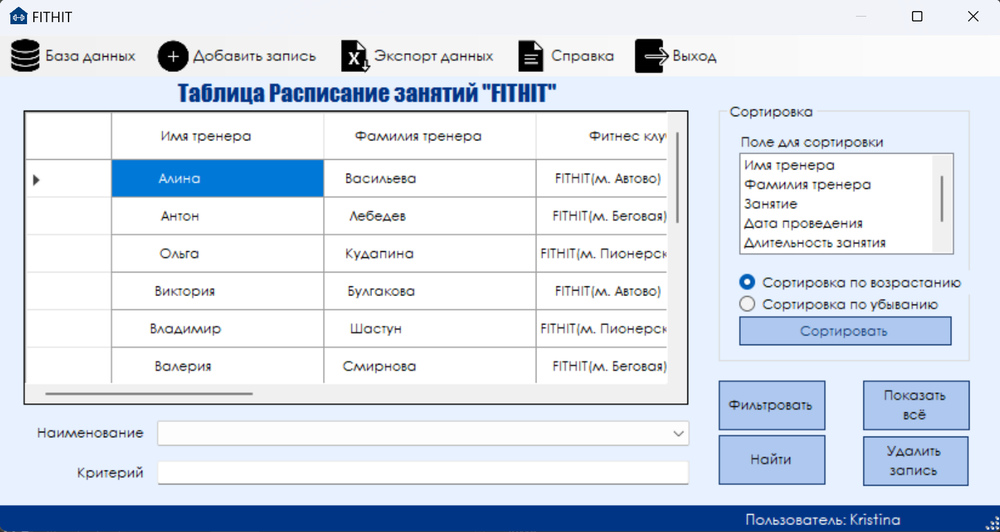 FITHIT
База данных Добавить запись Экспорт данных Справка Выход
Таблица Расписание занятий "FITHIT"
Имя тренера Фамилия тренера Фитнес клу
Алина Васильева FITHIT(м. Автово)
Антон Лебедев FITHIT(м. Беговая)
Ольга Кудапина FITHIT(м. Пионерск
Виктория Булгакова FITHIT(м. Автово)
Владимир Шастун FITHIT(м. Пионерск
Валерия Смирнова FITHIT(м. Беговая)
Наименование
Критерий
Сортировка
Поле для сортировки
Имя тренера
Фамилия тренера
Занятие
Дата проведения
Длительность занятия
Сортировка по возрастанию
Сортировка по убыванию
Сортировать
Фильтровать
Показать
всё
Найти
Удалить
запись
Пользователь: Kristina